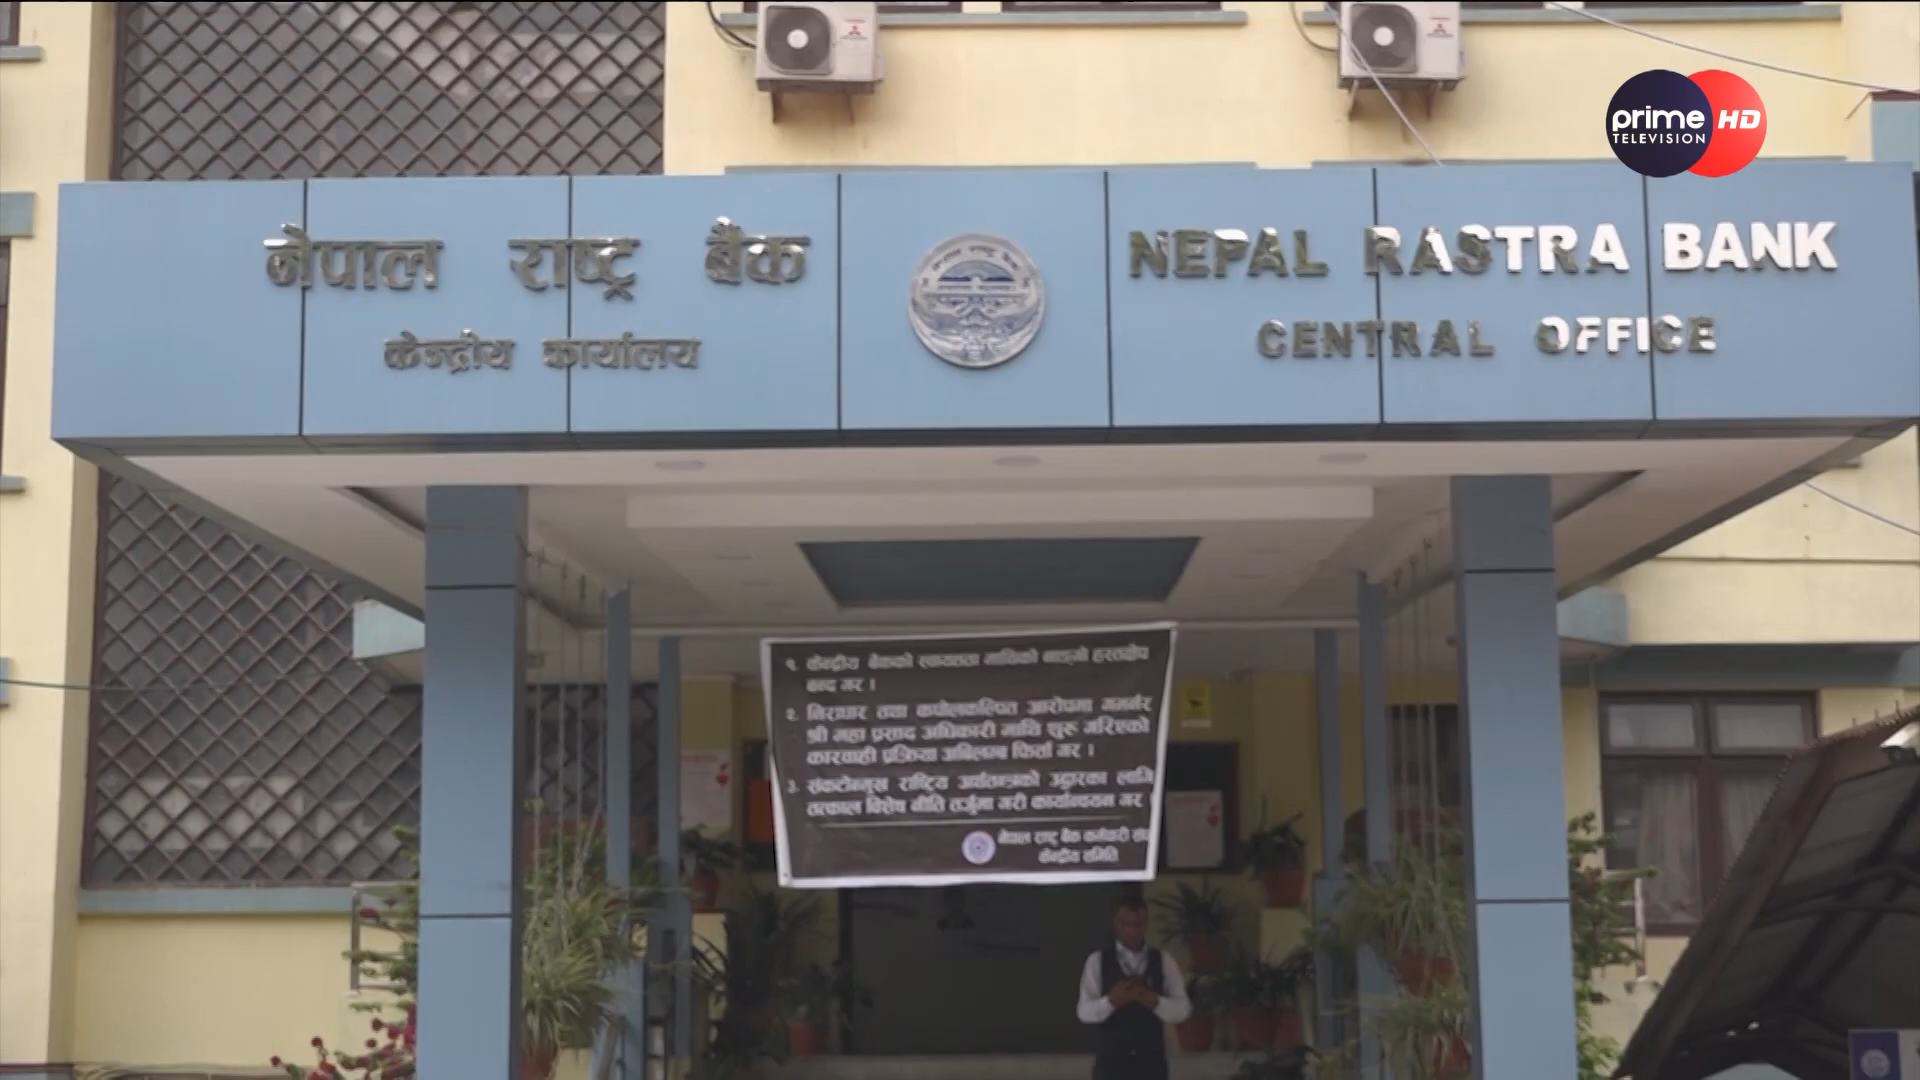 prime HD
TELEVISION
नेपाल राष्ट्र बैंक
NEPAL RASTRA BANK
केन्द्रीय कार्यालय
CENTRAL OFFICE
१. केन्द्रीय बैंकको स्वायत्तता माथिको बाह्य हस्तक्षेप
बन्द गर ।
२. निराधार तथा कपोलकल्पित आरोपमा गभर्नर
श्री महा प्रसाद अधिकारी माथि शुरू गरिएको
कारवाही प्रक्रिया अबिलम्ब फिर्ता गर ।
३. संकटोन्मुख राष्ट्रिय अर्थतन्त्रको उद्धारका लागि
तत्काल विशेष नीति तर्जुमा गरी कार्यान्वयन गर
नेपाल राष्ट्र बैंक कर्मचारी संघ
केन्द्रीय समिति